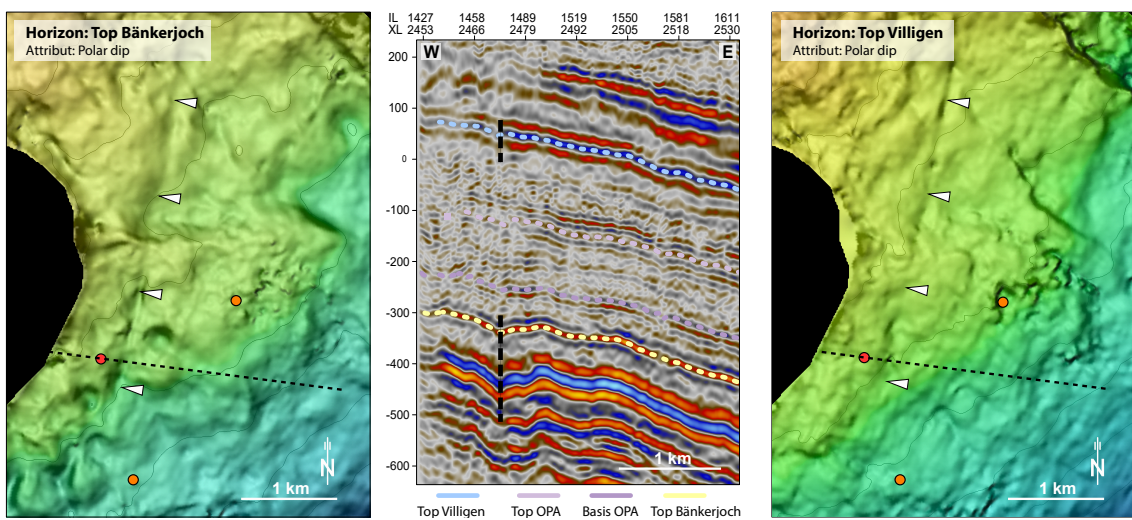 Horizon: Top Bänkerjoch
Attribut: Polar dip
N
1 km
IL 1427 1458 1489 1519 1550 1581 1611
XL 2453 2466 2479 2492 2505 2518 2530
W
E
200
100
0
-100
-200
-300
-400
-500
-600
1 km
Top Villigen
Top OPA
Basis OPA
Top Bänkerjoch
Horizon: Top Villigen
Attribut: Polar dip
N
1 km